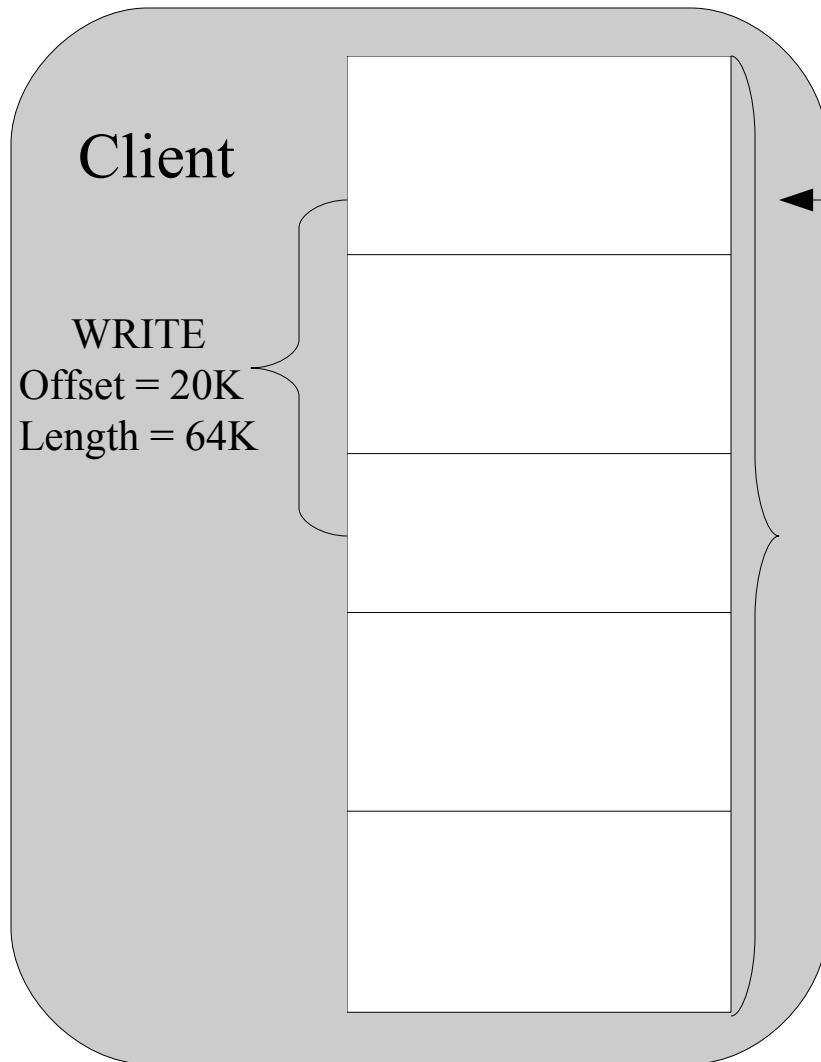 Client
WRITE
Offset = 20K
Length = 64K